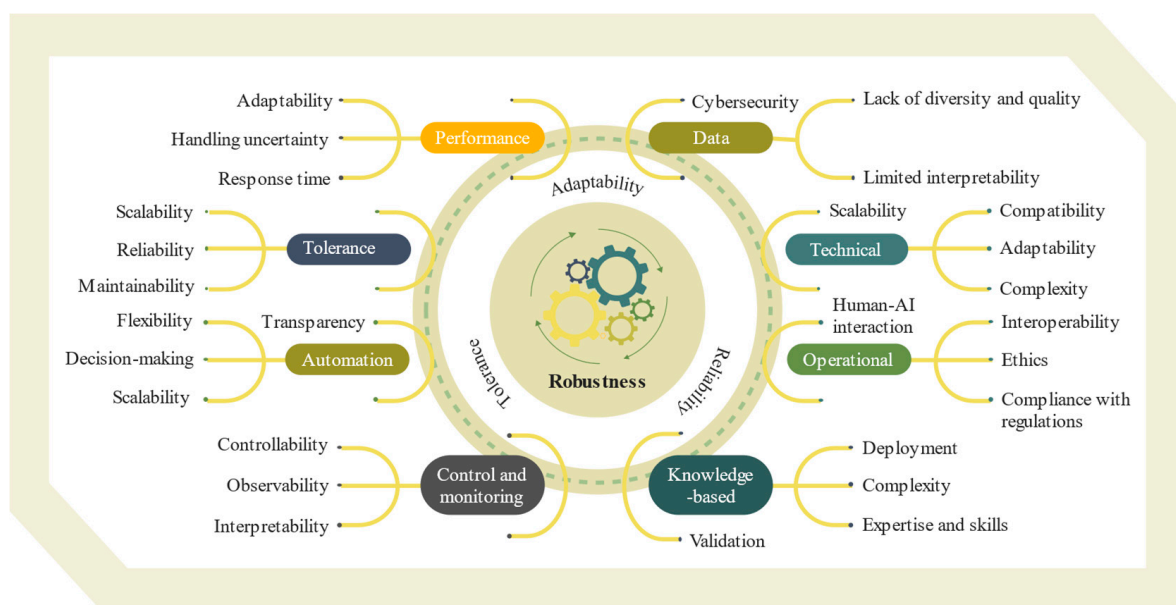 Adaptability
Handling uncertainty
Response time
Performance
Cybersecurity
Data
Lack of diversity and quality
Limited interpretability
Scalability
Reliability
Maintainability
Tolerance
Scalability
Technical
Compatibility
Adaptability
Complexity
Flexibility
Decision-making
Scalability
Transparency
Automation
Human-AI
interaction
Operational
Interoperability
Ethics
Compliance with
regulations
Controllability
Observability
Interpretability
Control and
monitoring
Knowledge
-based
Validation
Deployment
Complexity
Expertise and skills
Adaptability
Tolerance
Reliability
Robustness